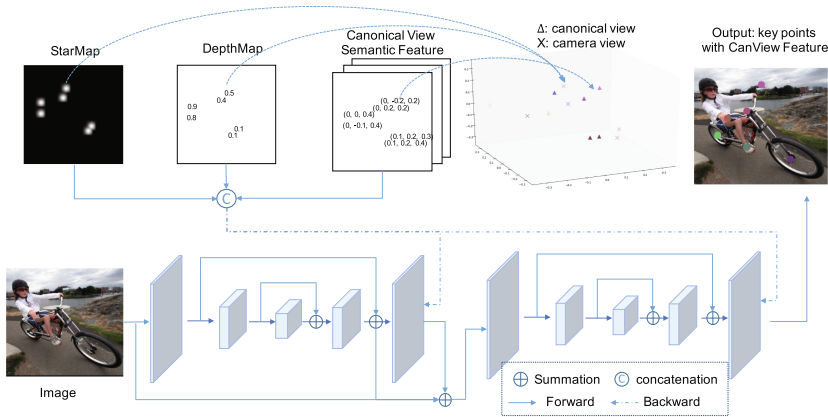 StarMap
DepthMap
Canonical View
Semantic Feature
Δ: canonical view
X: camera view
Output: key points
with CanView Feature
0.5
0.4
0.9
0.8
0.1
0.1
(0, -0.2, 0.2)
(0, 0.2, 0.2)
(0, 0, 0.4)
(0, -0.1, 0.4)
(0.1, 0.2, 0.3)
(0.1, 0.2, 0.4)
C
Image
Summation
C concatenation
Forward
Backward